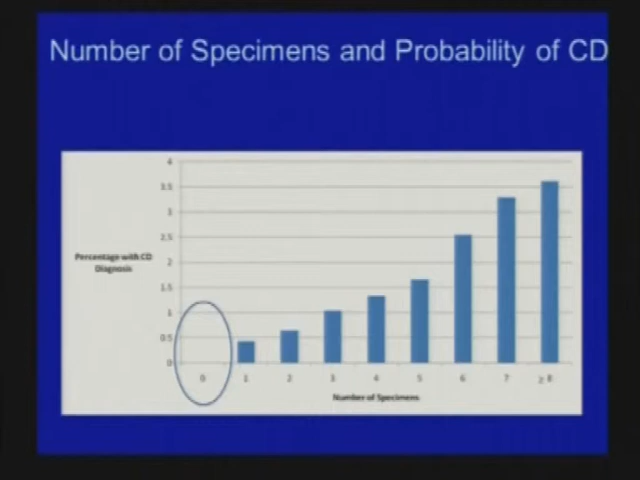 Number of Specimens and Probability of CD
4
3.5
3
2.5
2
1.5
1
0.5
0
Percentage with CD
Diagnosis
0 1 2 3 4 5 6 7 ≥ 8
Number of Specimens